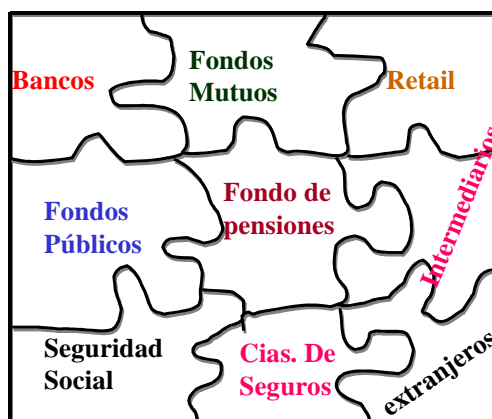 Bancos
Fondos
Mutuos
Retail
Fondos
Públicos
Fondo de
pensiones
Intermediarios
Seguridad
Social
Cias. De
Seguros
extranjeros